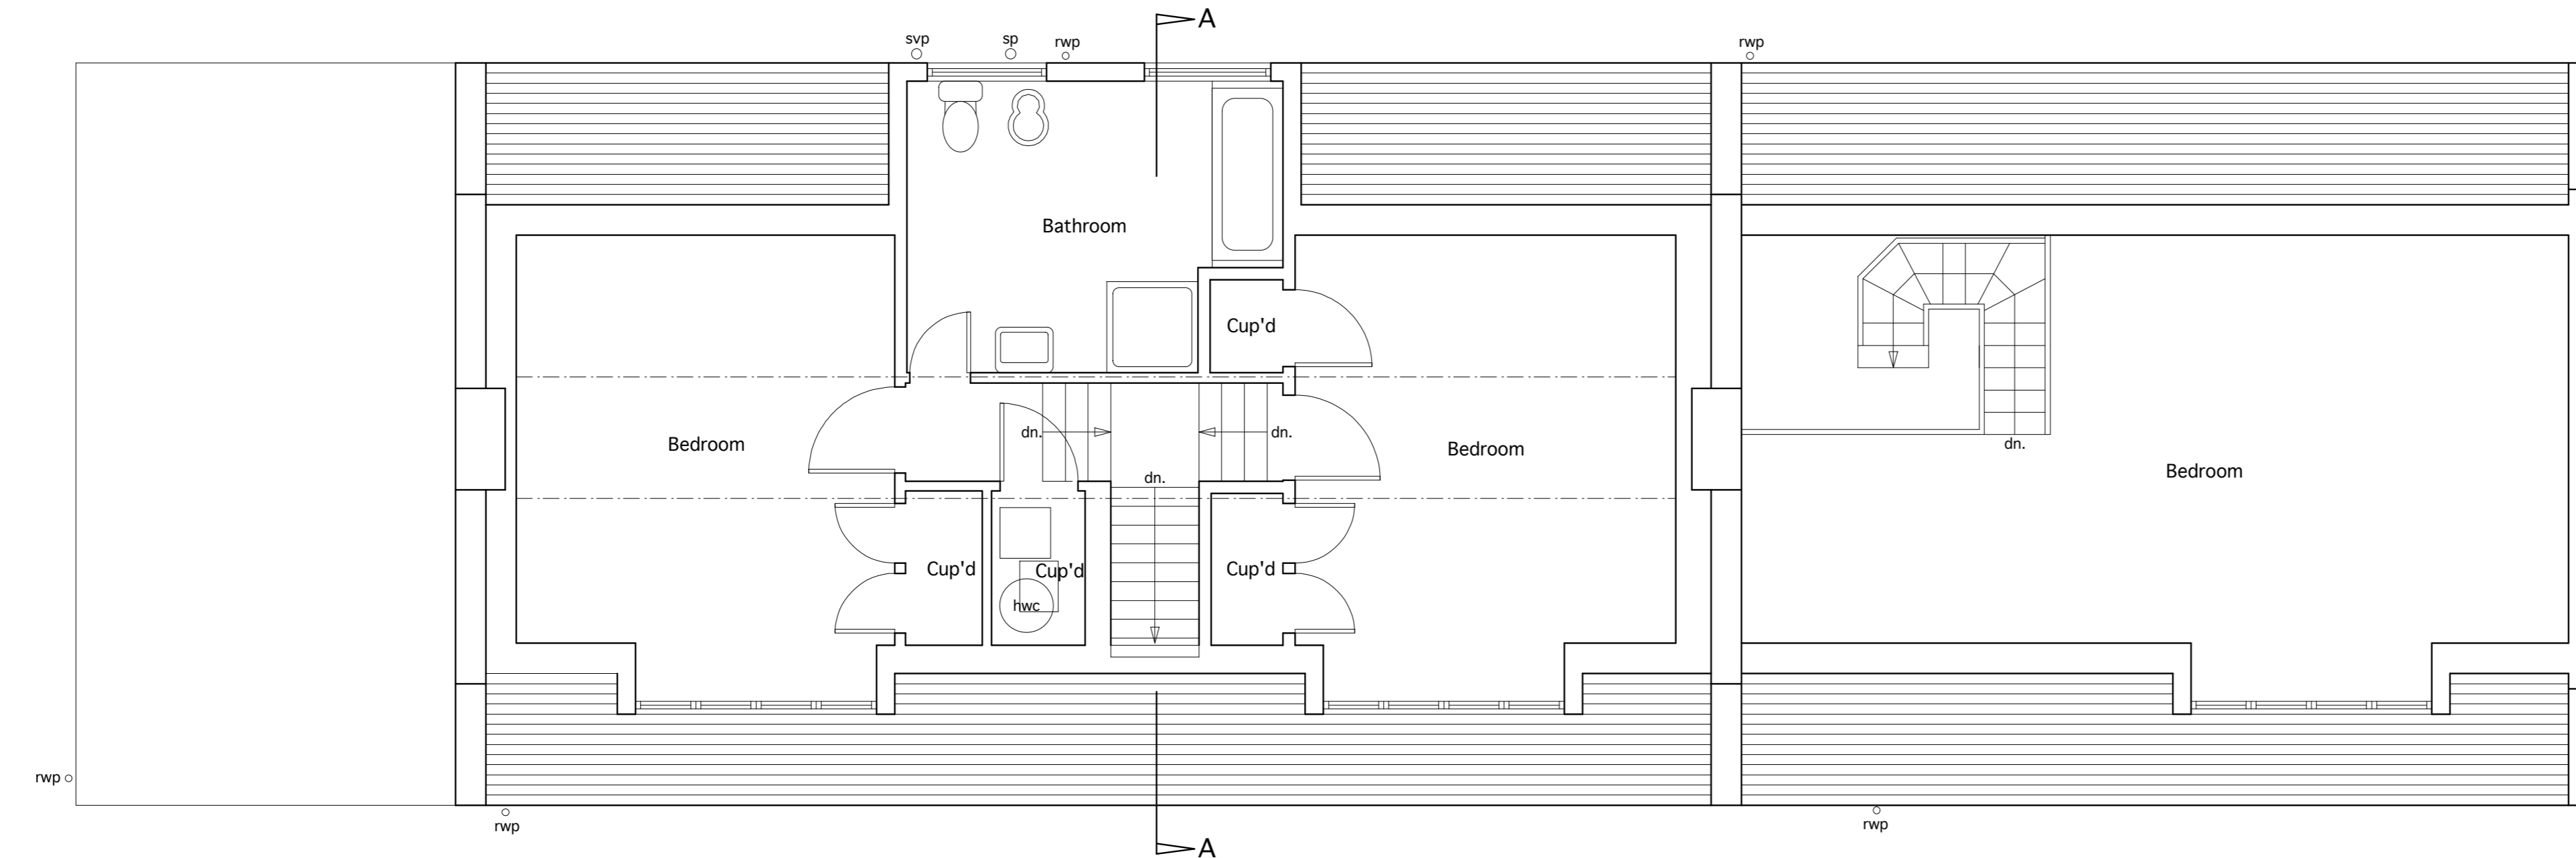 A
svp
sp
rwp
rwp
Bathroom
Cup'd
dn.
dn.
Bedroom
Bedroom
dn.
Bedroom
dn.
Cup'd
Cup'd
Cup'd
hwc
rwp
rwp
rwp
A